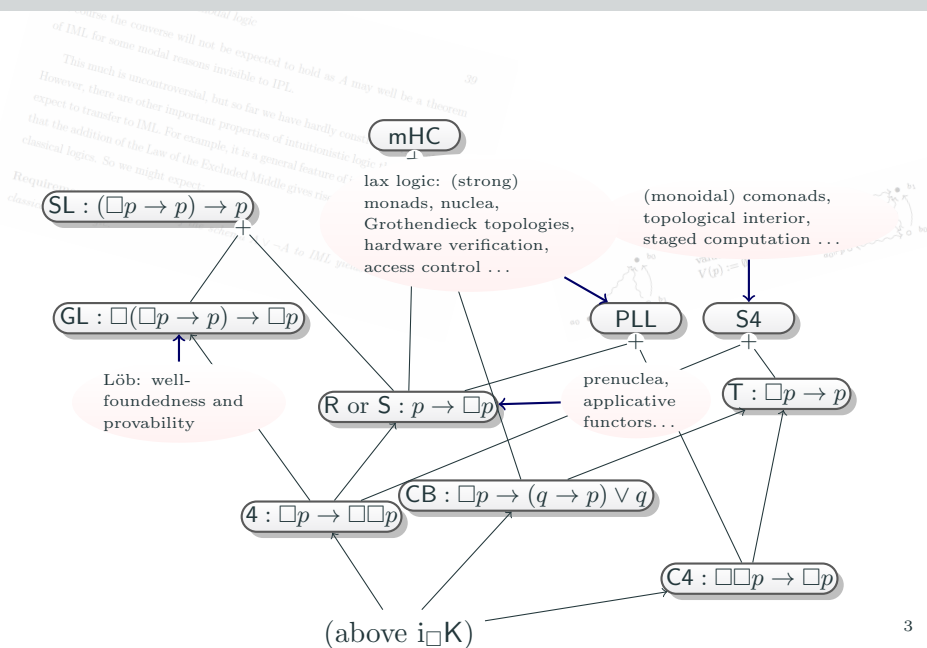 ourse the converse will not be expected to hold as A may well be a theorem
of IML for some modal reasons invisible to IPL.
39
This much is uncontroversial, but so far we have hardly
However, there are other important properties of intuitionistic logic
expect to transfer to IML. For example, it is a general feature of
that the addition of the Law of the Excluded Middle gives
classical logics. So we might expect
mHC
SL : (□p → p) → p
+
lax logic: (strong)
monads, nuclea,
Grothendieck topologies,
hardware verification,
access control ...
(monoidal) comonads,
topological interior,
staged computation ...
GL : □(□p → p) → □p
PLL
+
S4
+
Löb: well-
foundedness and
provability
R or S : p → □p
prenuclea,
applicative
functors...
T : □p → p
4 : □p → □□p
CB : □p → (q → p) ∨ q
C4 : □□p → □p
(above i□K)
3